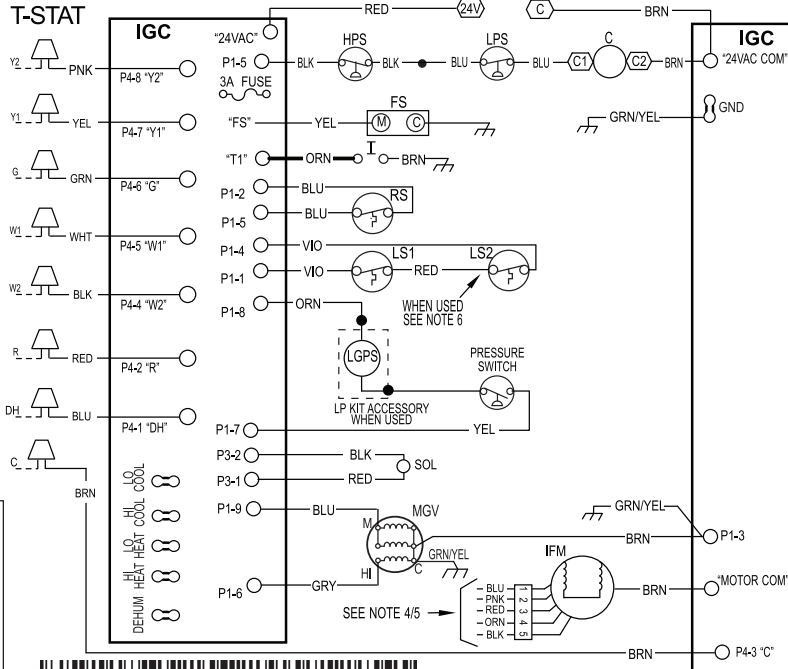 T-STAT
IGC
"24VAC"
RED
24V
C
BRN
IGC
"24VAC COM"
Y2
PNK
P4-8 "Y2"
P1-5
BLK
HPS
BLK
BLU
LPS
BLU
C1
C
C2
BRN
3A FUSE
GND
GRN/YEL
Y1
YEL
P4-7 "Y1"
"FS"
YEL
FS
M
C
I
"T1"
ORN
BRN
G
GRN
P4-6 "G"
P1-2
BLU
RS
P1-5
BLU
W1
WHT
P4-5 "W1"
P1-4
VIO
P1-1
VIO
LS1
RED
LS2
WHEN USED
SEE NOTE 6
W2
BLK
P4-4 "W2"
P1-8
ORN
LGPS
LP KIT ACCESSORY
WHEN USED
PRESSURE
SWITCH
R
RED
P4-2 "R"
DH
BLU
P4-1 "DH"
P1-7
YEL
C
BRN
P3-2
BLK
SOL
P3-1
RED
LO
COOL
HI
COOL
LO
HEAT
HI
HEAT
DEHUM
P1-9
BLU
M
MGV
HI
C
GRN/YEL
GRN/YEL
BRN
P1-3
P1-6
GRY
IFM
SEE NOTE 4/5
BLU 1
PNK 2
RED 3
ORN 4
BLK 5
BRN
"MOTOR COM"
BRN
P4-3 "C"